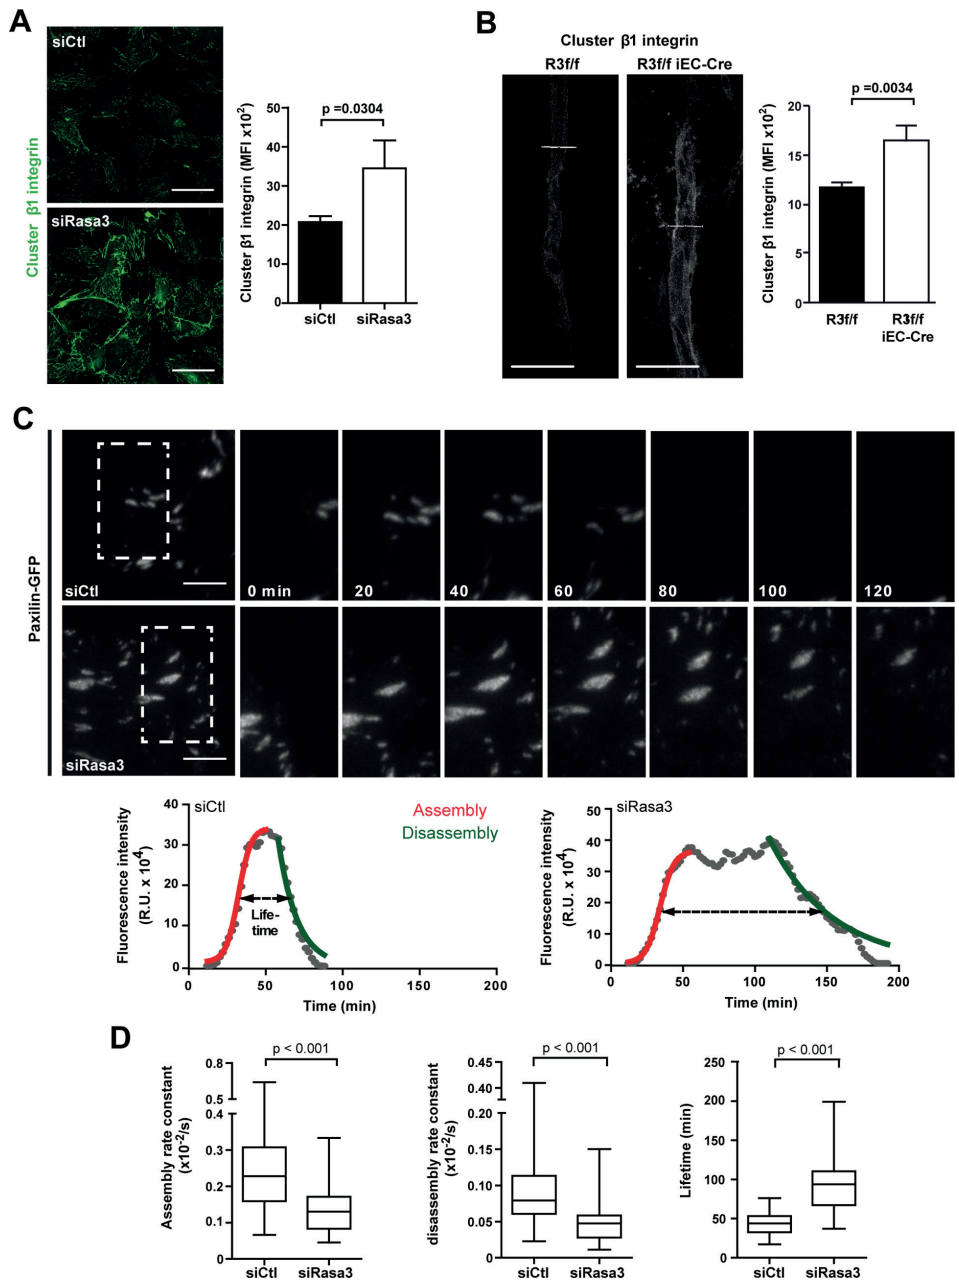 A
siCtl
siRasa3
Cluster β1 integrin
Cluster β1 integrin (MFI x10²)
50
40
30
20
10
0
p =0.0304
siCtl siRasa3
B
Cluster β1 integrin
R3f/f R3f/f iEC-Cre
Cluster β1 integrin (MFI x10²)
20
15
10
5
0
p =0.0034
R3f/f R3f/f
iEC-Cre
C
Paxilin-GFP
siCtl 0 min 20 40 60 80 100 120
siRasa3
siCtl
Fluorescence intensity
(R.U. x 10⁴)
40
30
20
10
0
Life-
time
0 50 100 150 200
Time (min)
Assembly
Disassembly
siRasa3
Fluorescence intensity
(R.U. x 10⁴)
50
40
30
20
10
0
0 50 100 150 200
Time (min)
D
Assembly rate constant
(x10⁻²/s)
0.8
0.5
0.4
0.3
0.2
0.1
0
p < 0.001
siCtl siRasa3
disassembly rate constant
(x10⁻²/s)
0.45
0.40
0.20
0.15
0.10
0.05
0
p < 0.001
siCtl siRasa3
Lifetime (min)
250
200
150
100
50
0
p < 0.001
siCtl siRasa3